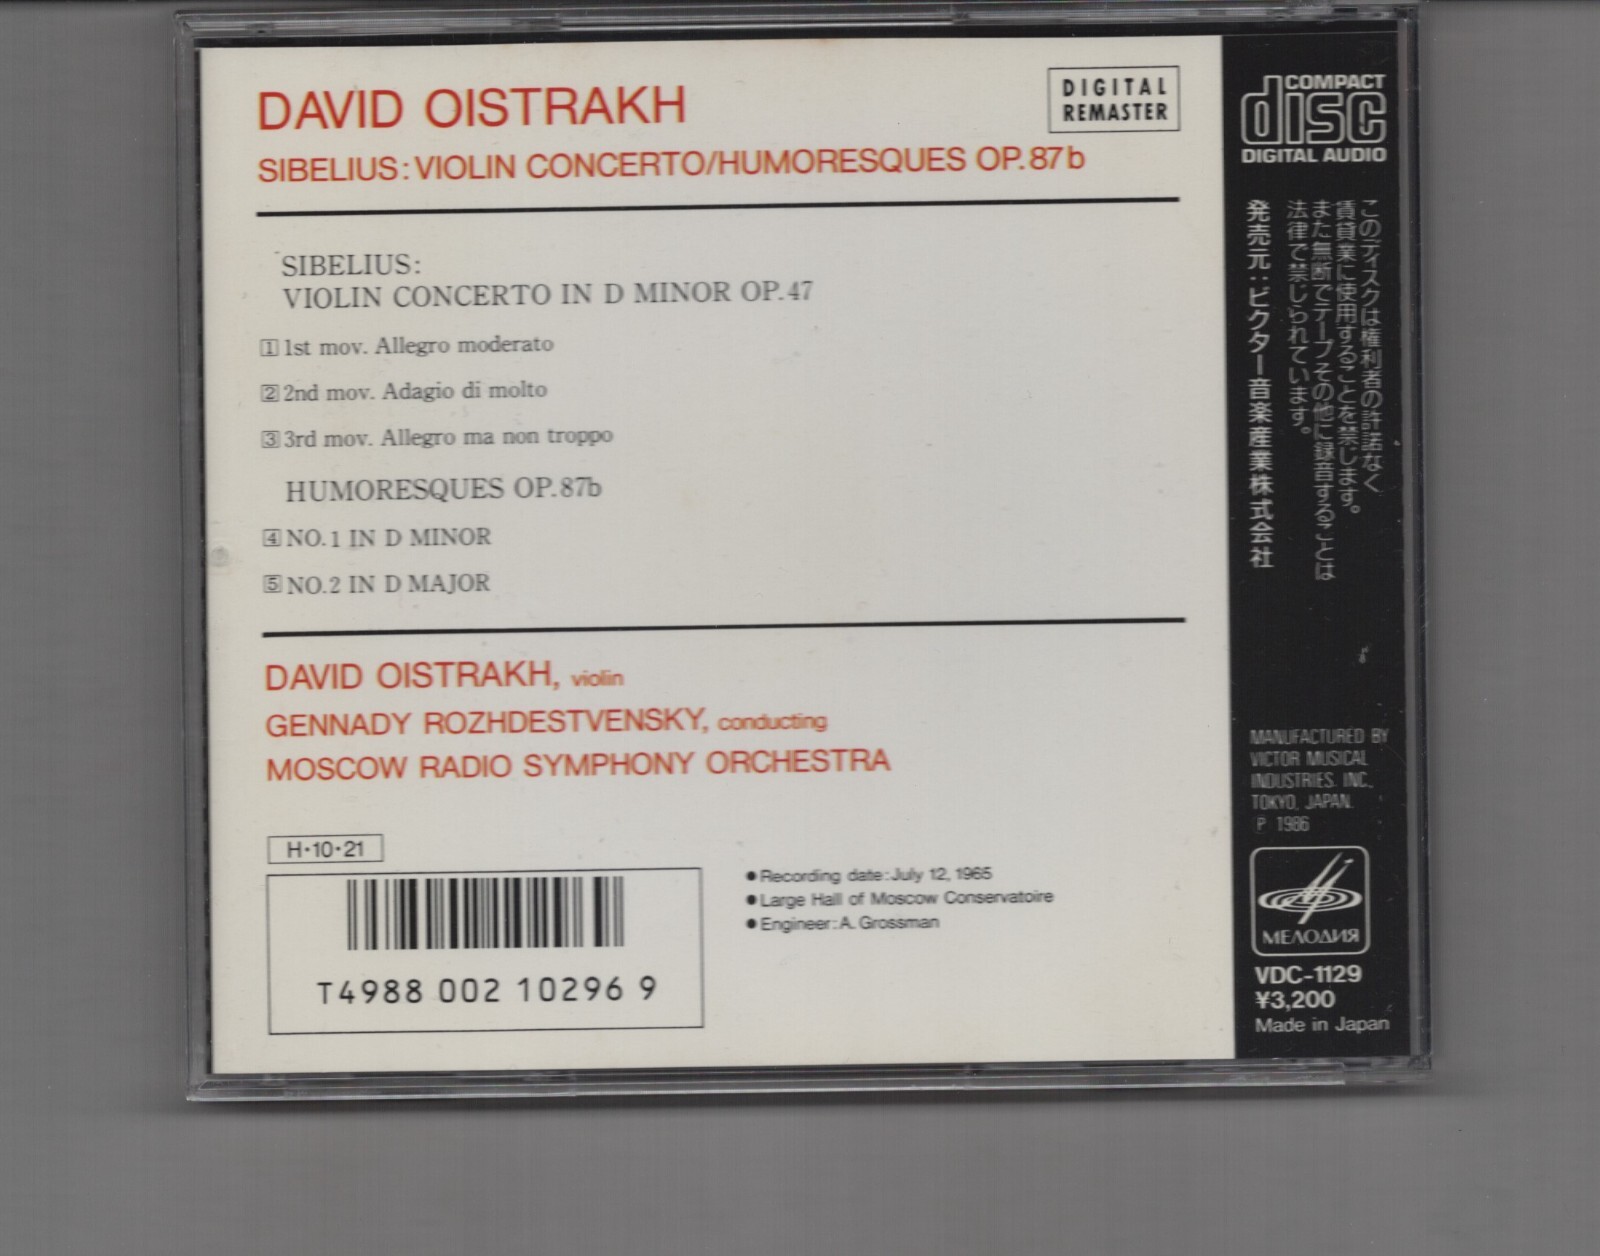 DAVID OISTRAKH
DIGITAL
REMASTER
SIBELIUS:VIOLIN CONCERTO/HUMORESQUES OP.87b
SIBELIUS:
VIOLIN CONCERTO IN D MINOR OP.47
1 1st mov. Allegro moderato
2 2nd mov. Adagio di molto
3 3rd mov. Allegro ma non troppo
HUMORESQUES OP.87b
4 NO.1 IN D MINOR
5 NO.2 IN D MAJOR
DAVID OISTRAKH, violin
GENNADY ROZHDESTVENSKY, conducting
MOSCOW RADIO SYMPHONY ORCHESTRA
H·10·21
T4988 002 10296 9
●Recording date:July 12, 1965
●Large Hall of Moscow Conservatoire
●Engineer:A. Grossman
COMPACT
disc
DIGITAL AUDIO
このディスクは権利者の許諾なく
賃貸業に使用することを禁じます。
また無断でテープその他に録音することは
法律で禁じられています。
発売元:ビクター音楽産業株式会社
MANUFACTURED BY
VICTOR MUSICAL
INDUSTRIES. INC.,
TOKYO, JAPAN.
P 1986
МЕЛОДИЯ
VDC-1129
¥3,200
Made in Japan